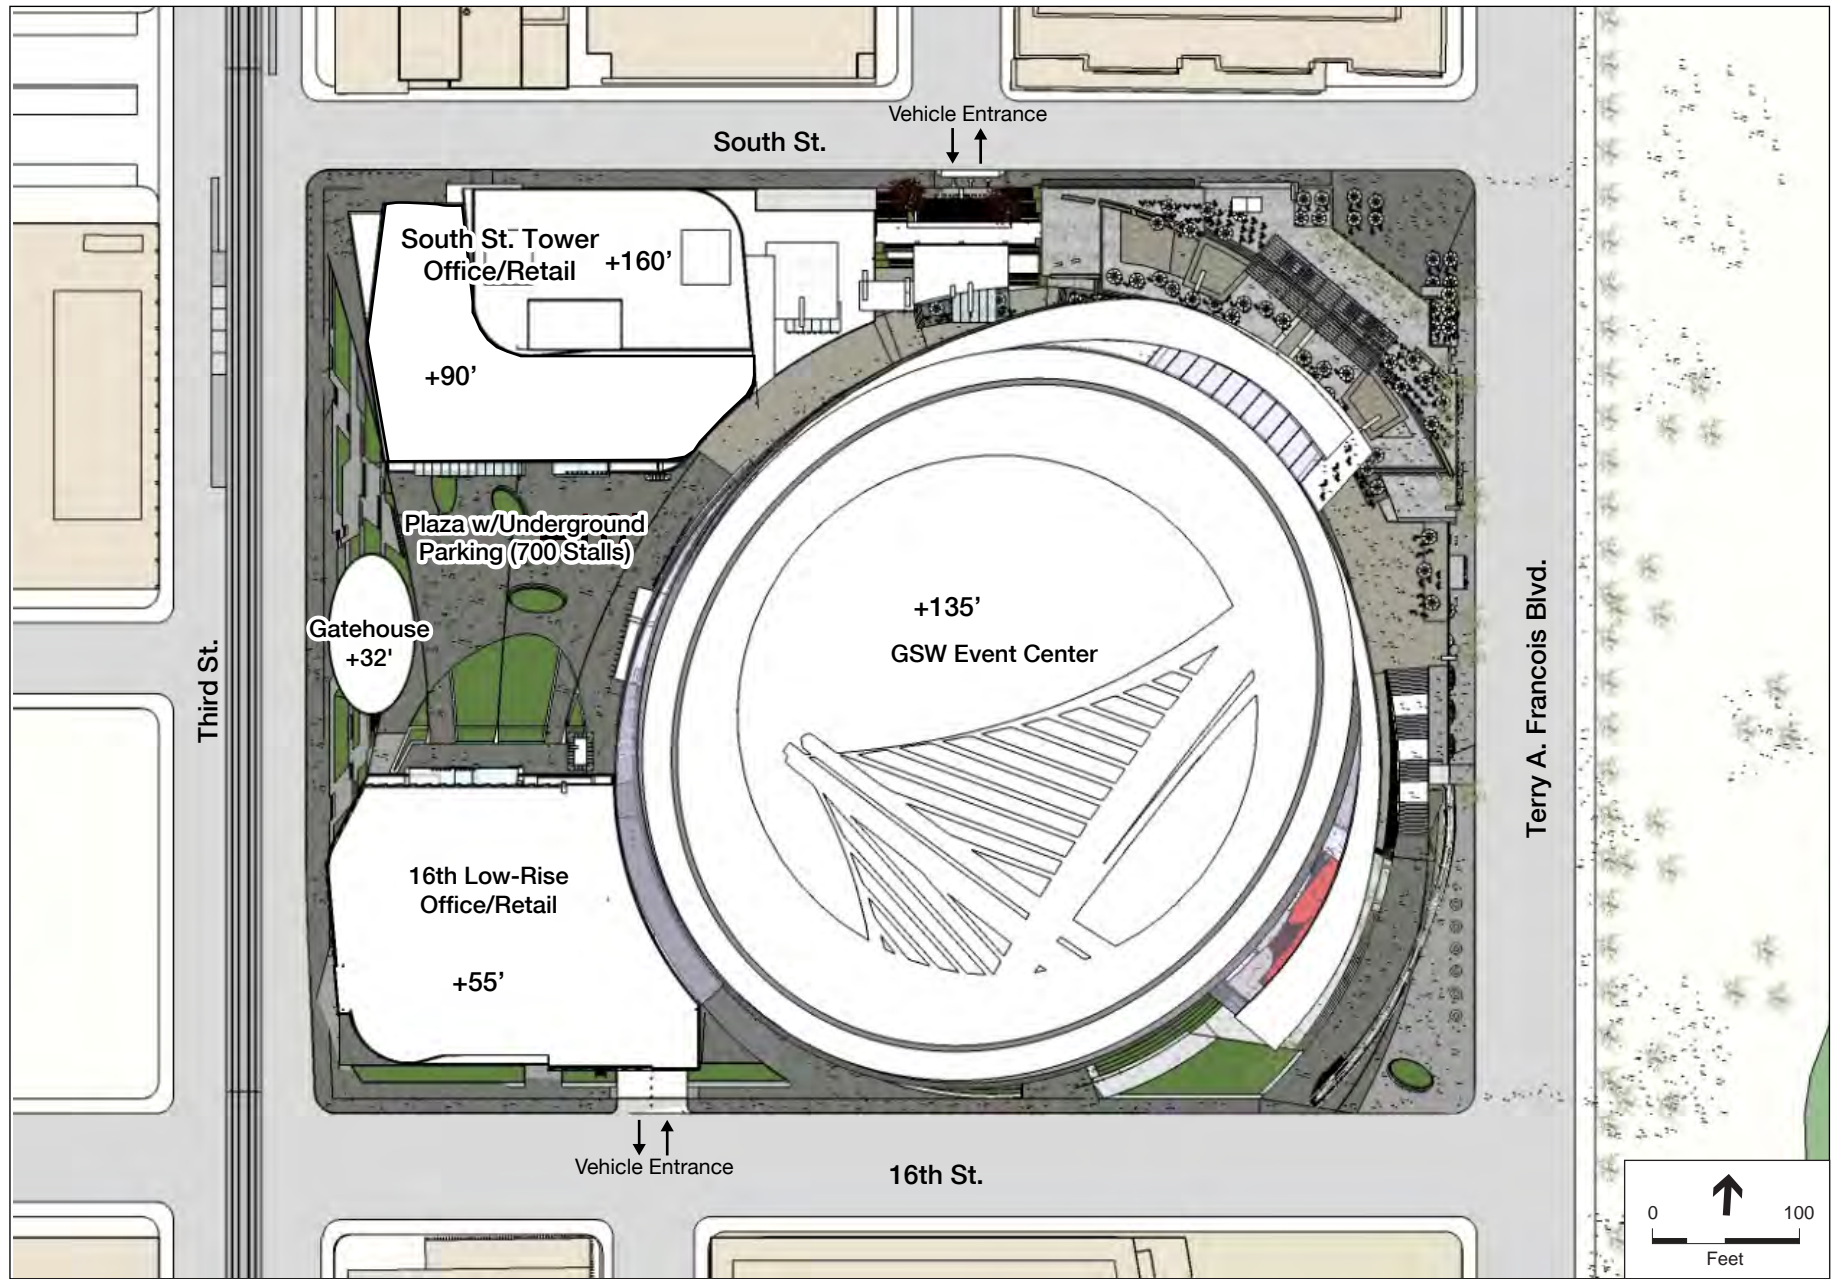 Vehicle Entrance
South St.
South St. Tower
Office/Retail
+160’
+90’
Plaza w/Underground
Parking (700 Stalls)
Gatehouse
+32'
+135’
GSW Event Center
Third St.
Terry A. Francois Blvd.
16th Low-Rise
Office/Retail
+55’
Vehicle Entrance
16th St.
0
100
Feet